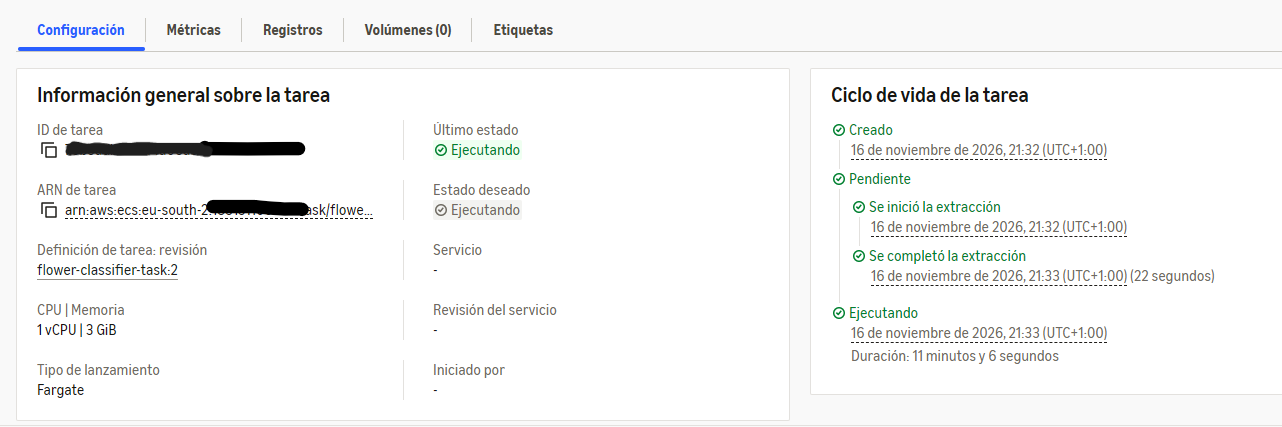 Configuración
Métricas
Registros
Volúmenes (0)
Etiquetas
Información general sobre la tarea
ID de tarea
ARN de tarea
arn:aws:ecs:eu-south-2 ask/flowe...
Definición de tarea: revisión
flower-classifier-task:2
CPU | Memoria
1 vCPU | 3 GiB
Tipo de lanzamiento
Fargate
Último estado
Ejecutando
Estado deseado
Ejecutando
Servicio
-
Revisión del servicio
-
Iniciado por
-
Ciclo de vida de la tarea
Creado
16 de noviembre de 2026, 21:32 (UTC+1:00)
Pendiente
Se inició la extracción
16 de noviembre de 2026, 21:32 (UTC+1:00)
Se completó la extracción
16 de noviembre de 2026, 21:33 (UTC+1:00) (22 segundos)
Ejecutando
16 de noviembre de 2026, 21:33 (UTC+1:00)
Duración: 11 minutos y 6 segundos